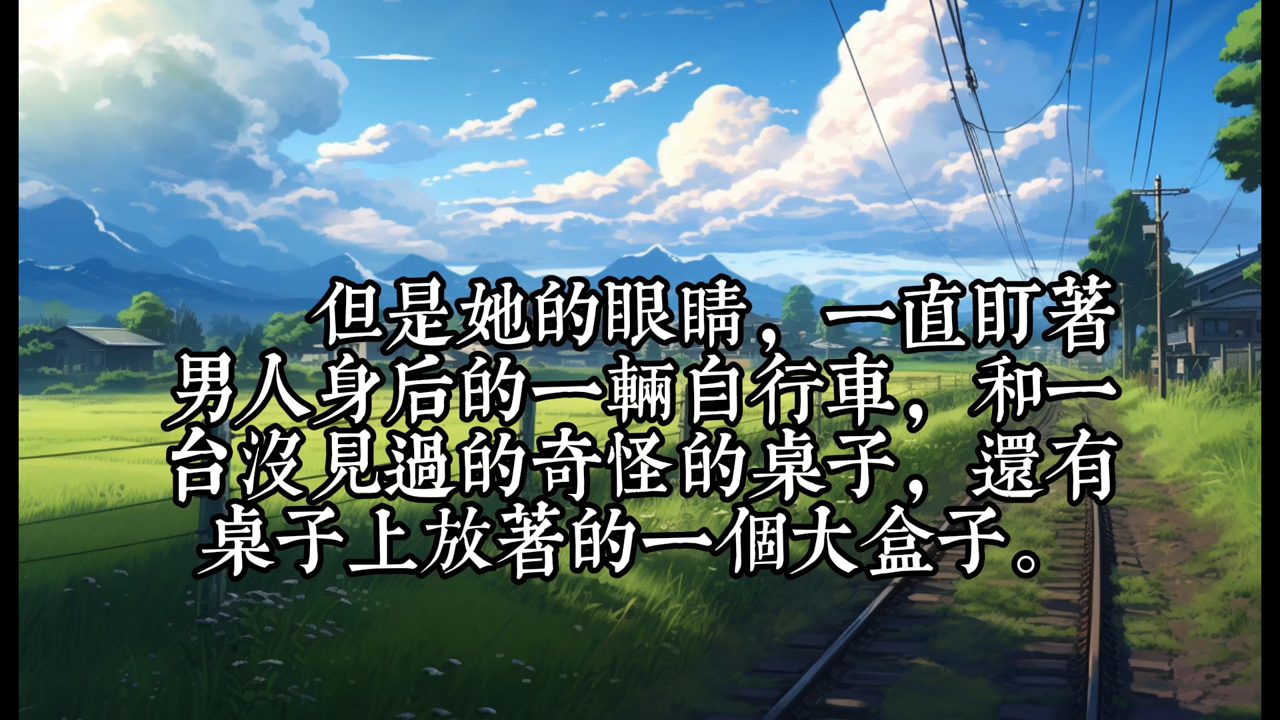 但是她的眼睛，一直盯著
男人身后的一輛自行車，和一
台沒見過的奇怪的桌子，還有
桌子上放著的一個大盒子。